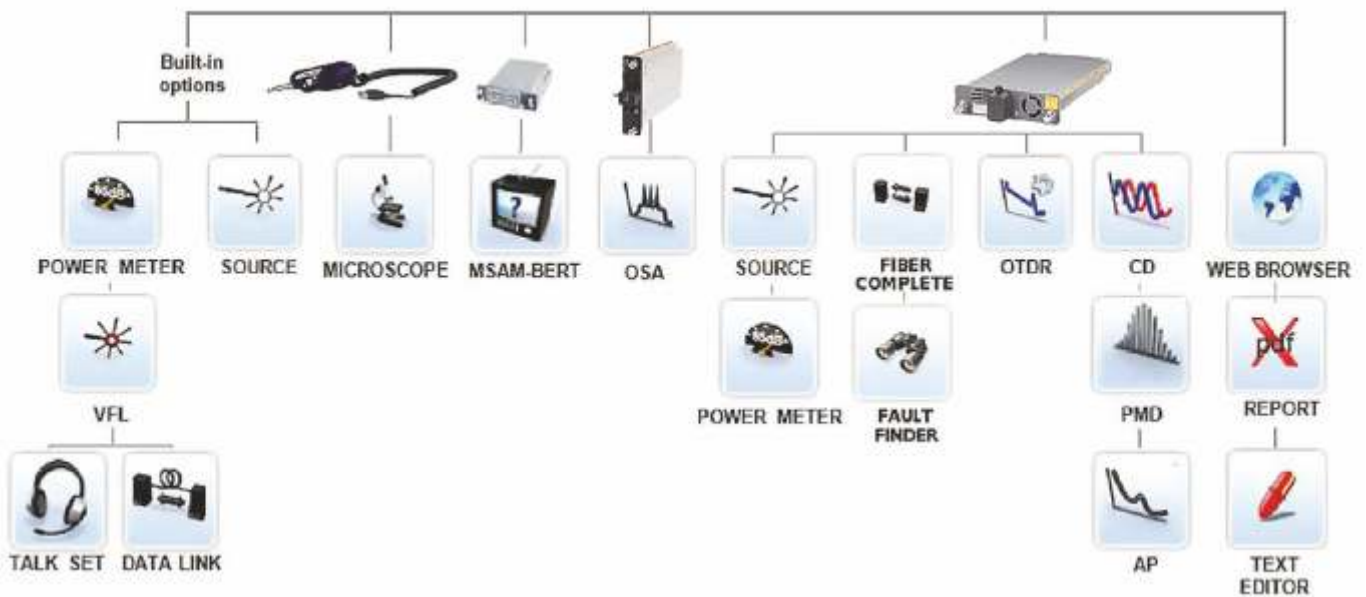 Built-in
options
POWER METER
SOURCE
MICROSCOPE
MSAM-BERT
OSA
SOURCE
FIBER
COMPLETE
OTDR
CD
WEB BROWSER
?
VFL
POWER METER
FAULT
FINDER
PMD
pdf
REPORT
TALK SET
DATA LINK
AP
TEXT
EDITOR